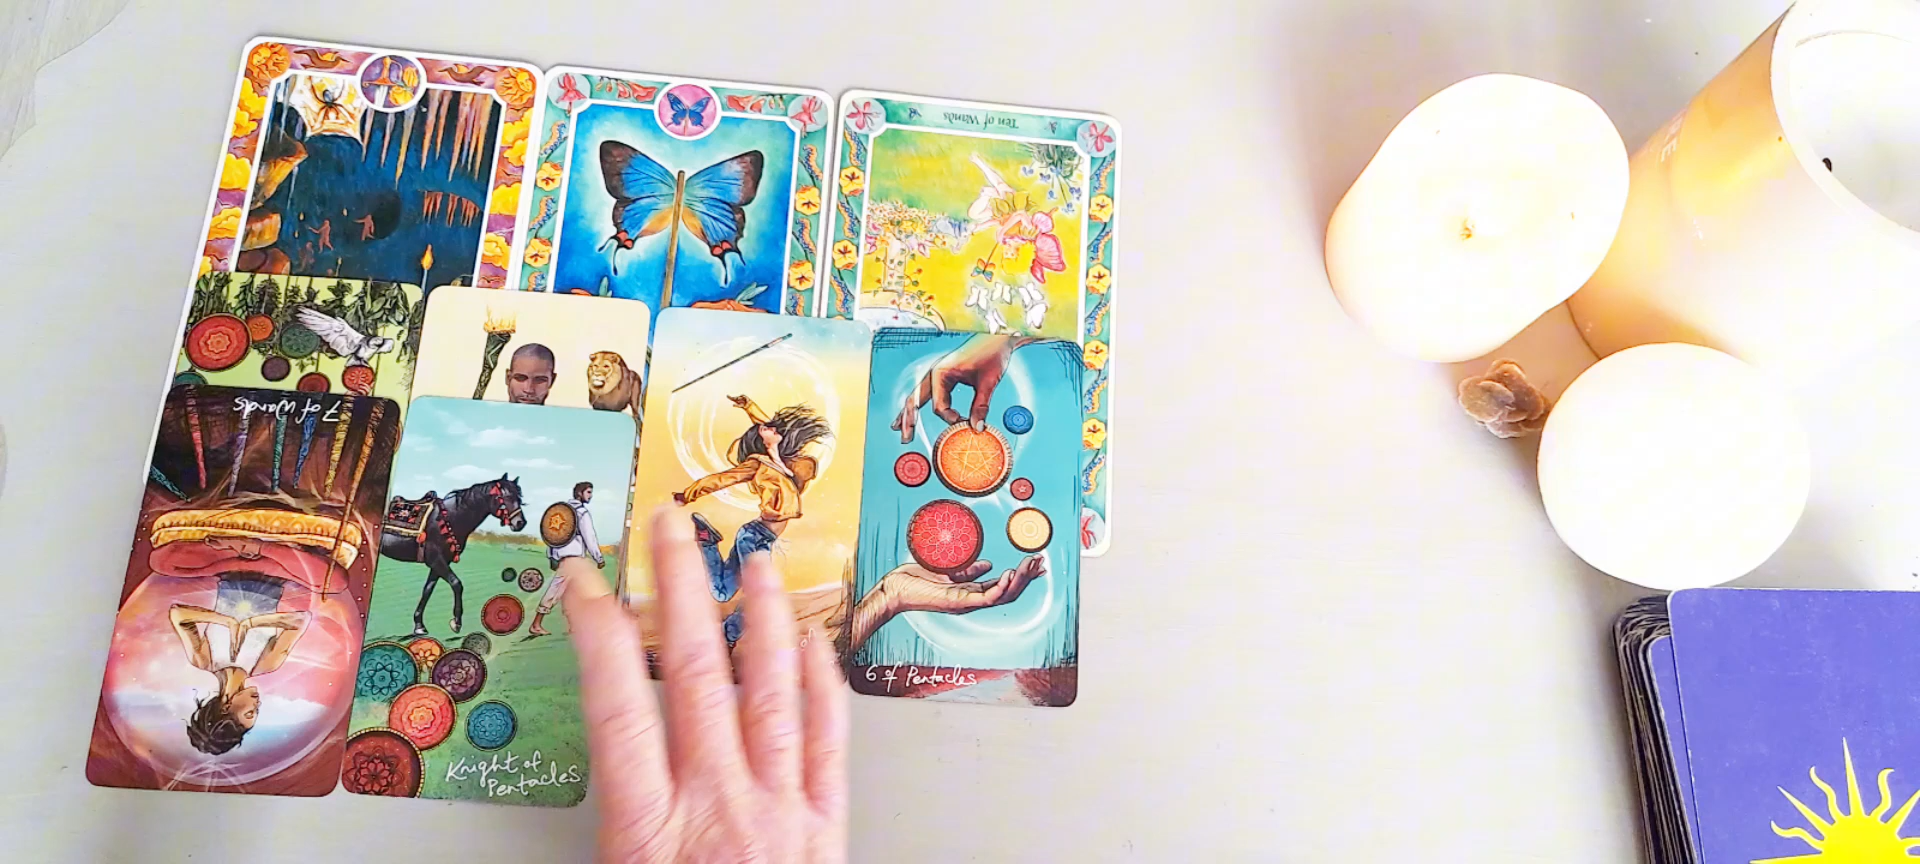 Ten of Wands
7 of Wands
6 of Pentacles
Knight of
Pentacles